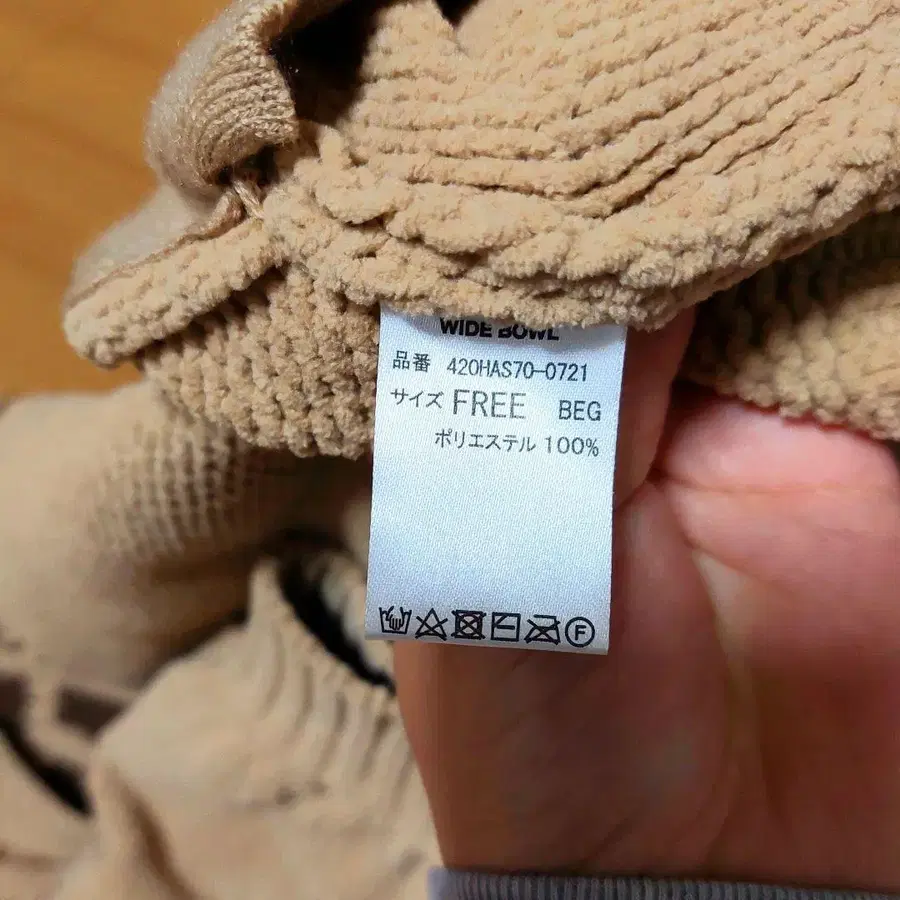 WIDE BOWL
品番 420HAS70-0721
サイズ FREE BEG
ポリエステル 100%
F